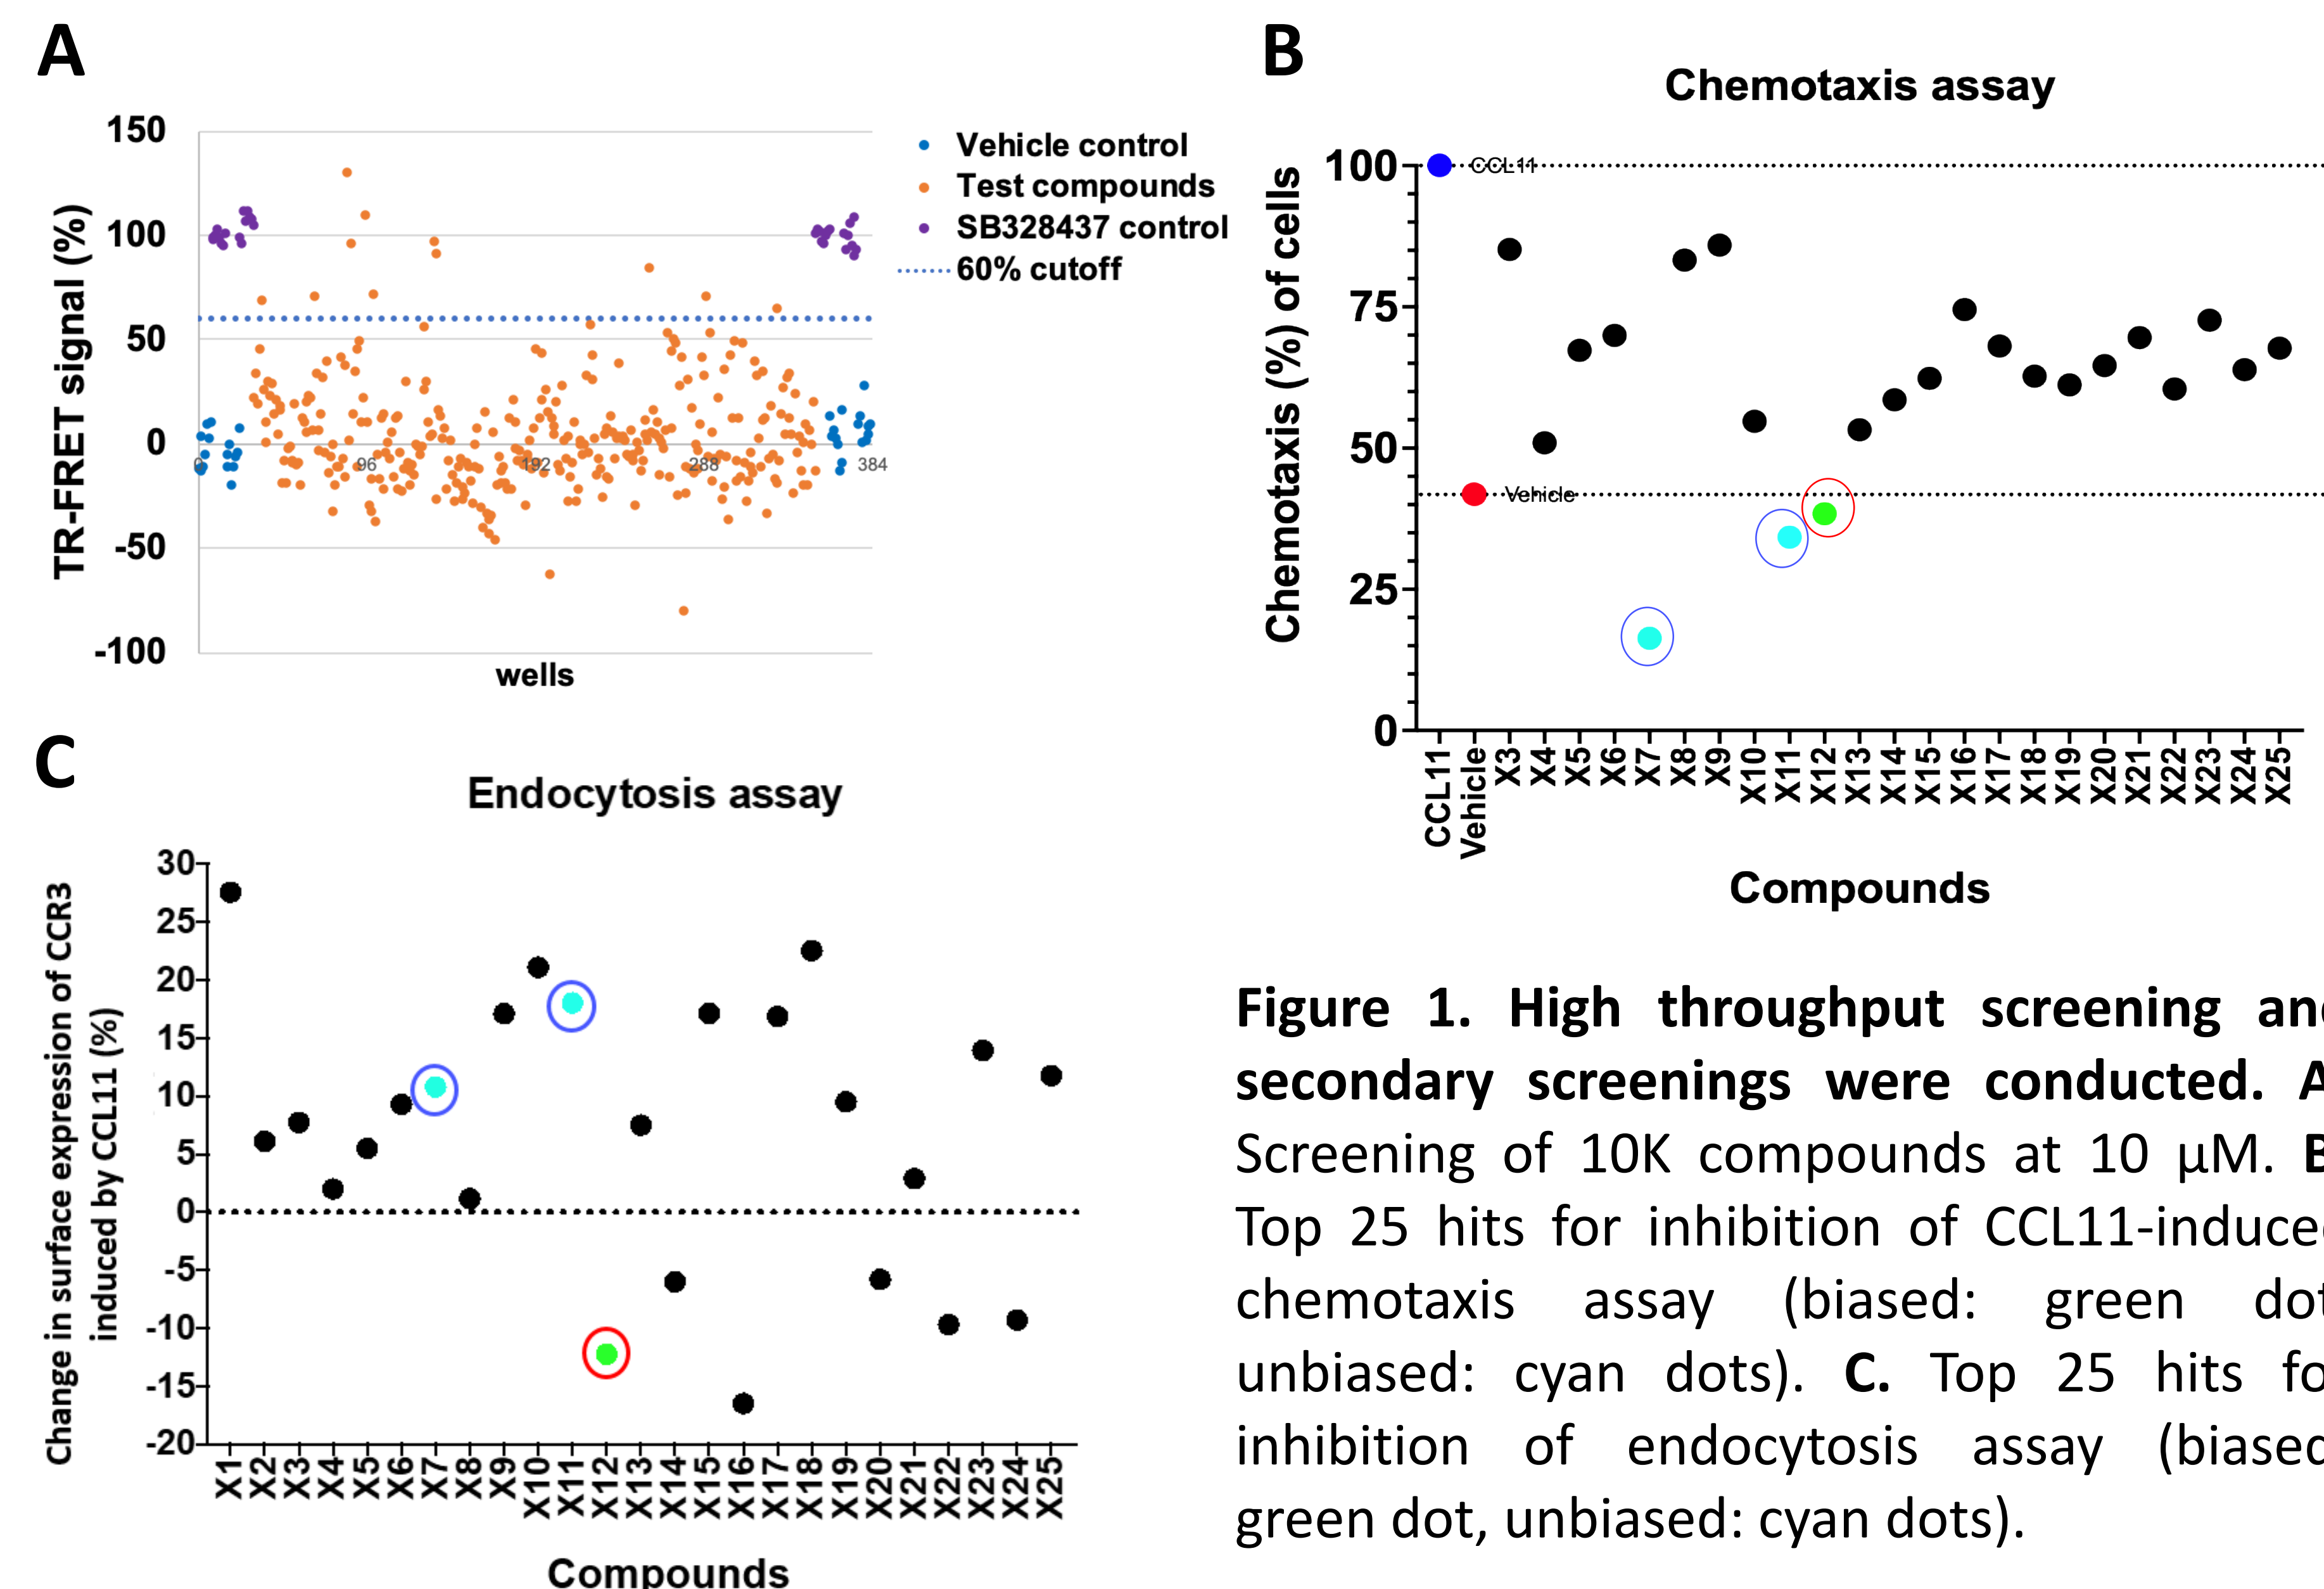 A
150
100
50
0
-50
-100
TR-FRET signal (%)
0
96
192
288
384
wells
Vehicle control
Test compounds
SB328437 control
60% cutoff
B
Chemotaxis assay
Chemotaxis (%) of cells
100
75
50
25
0
CCL11
Vehicle
CCL11
Vehicle
X3
X4
X5
X6
X7
X8
X9
X10
X11
X12
X13
X14
X15
X16
X17
X18
X19
X20
X21
X22
X23
X24
X25
Compounds
C
Endocytosis assay
Change in surface expression of CCR3
induced by CCL11 (%)
30
25
20
15
10
5
0
-5
-10
-15
-20
X1
X2
X3
X4
X5
X6
X7
X8
X9
X10
X11
X12
X13
X14
X15
X16
X17
X18
X19
X20
X21
X22
X23
X24
X25
Compounds
Figure 1. High throughput screening and
secondary screenings were conducted. A
Screening of 10K compounds at 10 µM. B
Top 25 hits for inhibition of CCL11-induced
chemotaxis assay (biased: green dot
unbiased: cyan dots). C. Top 25 hits fo
inhibition of endocytosis assay (biased
green dot, unbiased: cyan dots).